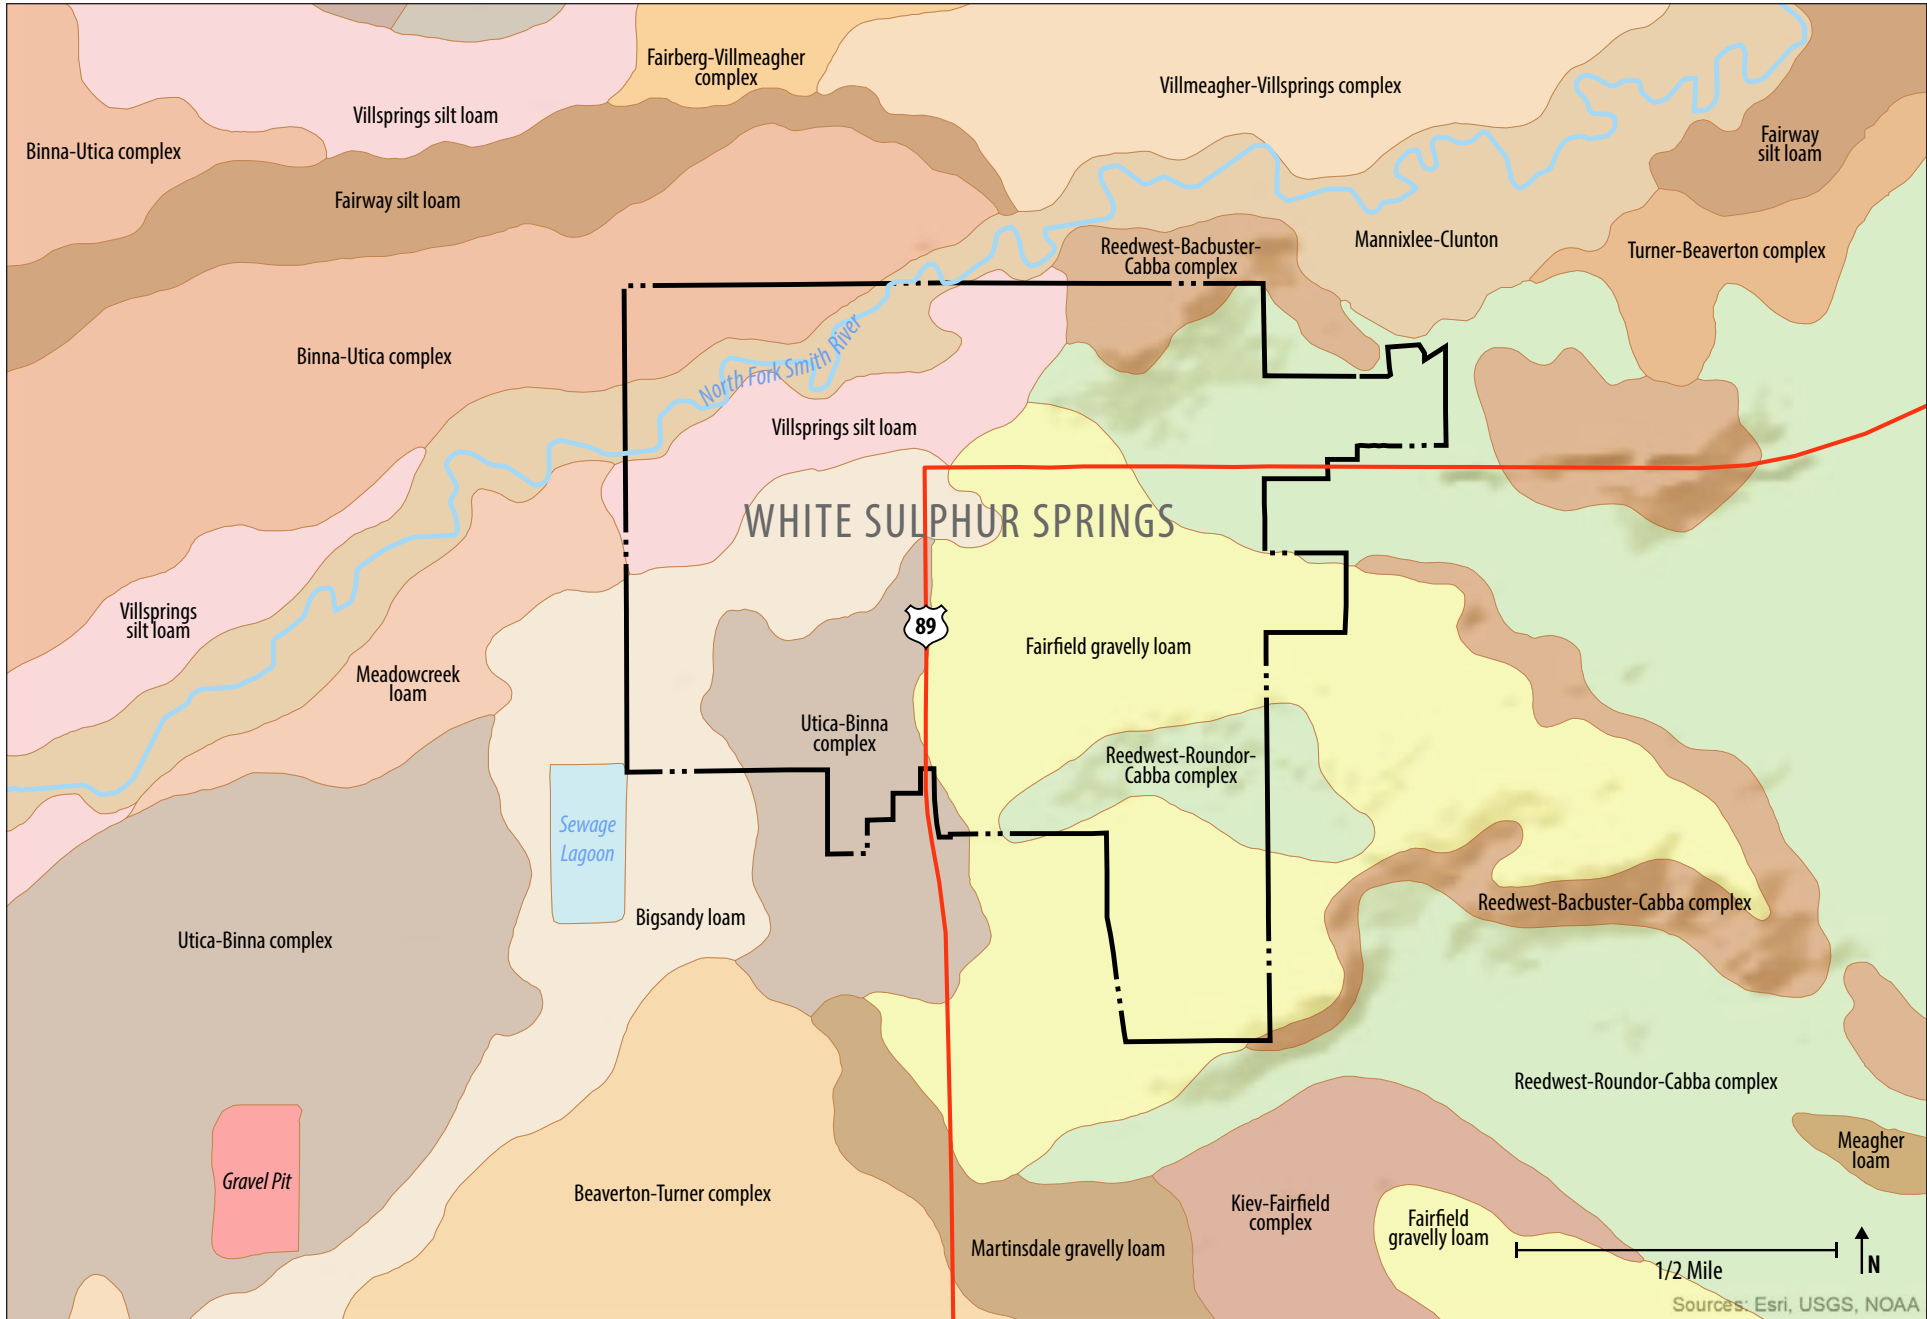 Fairberg-Villmeagher
complex
Villmeagher-Villsprings complex
Villsprings silt loam
Binna-Utica complex
Fairway
silt loam
Fairway silt loam
Reedwest-Bacbuster-
Cabba complex
Mannixlee-Clunton
Turner-Beaverton complex
Binna-Utica complex
North Fork Smith River
Villsprings silt loam
WHITE SULPHUR SPRINGS
Villsprings
silt loam
89
Fairfield gravelly loam
Meadowcreek
loam
Utica-Binna
complex
Reedwest-Roundor-
Cabba complex
Sewage
Lagoon
Reedwest-Bacbuster-Cabba complex
Bigsandy loam
Utica-Binna complex
Reedwest-Roundor-Cabba complex
Meagher
loam
Gravel Pit
Beaverton-Turner complex
Kiev-Fairfield
complex
Fairfield
gravelly loam
Martinsdale gravelly loam
1/2 Mile
N
Sources: Esri, USGS, NOAA